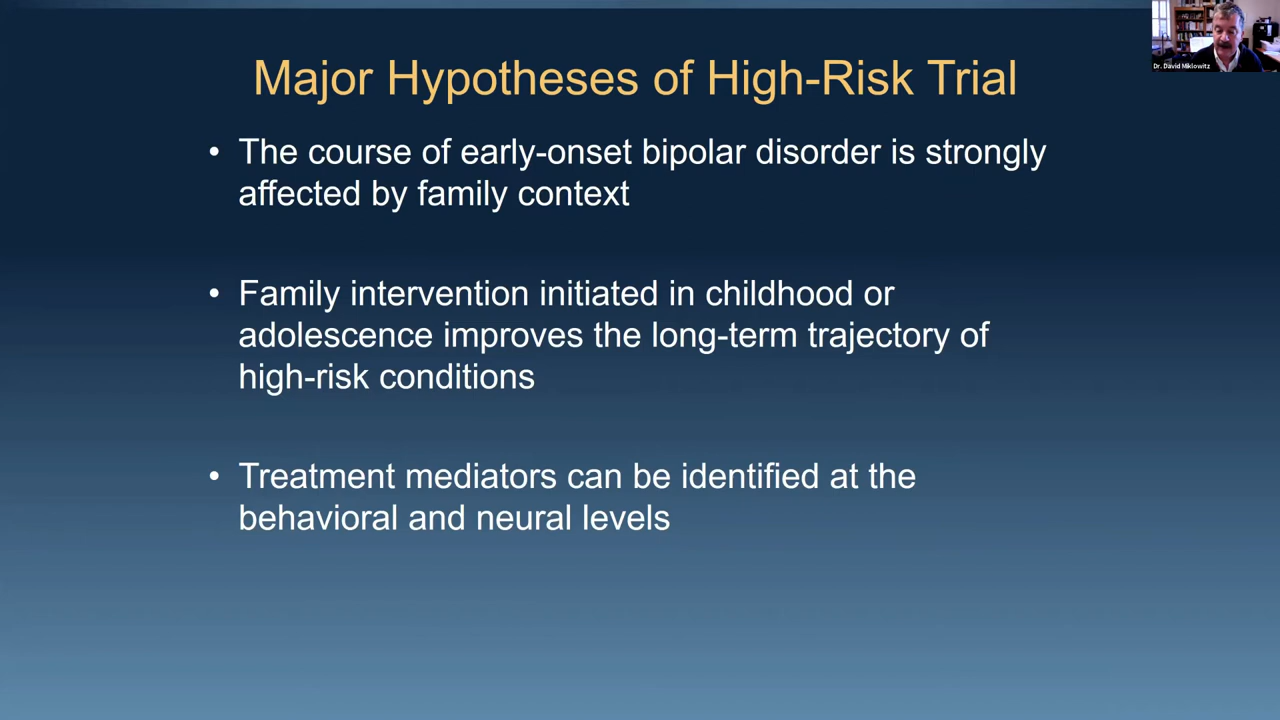 Dr. David Miklowitz
Major Hypotheses of High-Risk Trial
• The course of early-onset bipolar disorder is strongly
affected by family context
• Family intervention initiated in childhood or
adolescence improves the long-term trajectory of
high-risk conditions
• Treatment mediators can be identified at the
behavioral and neural levels